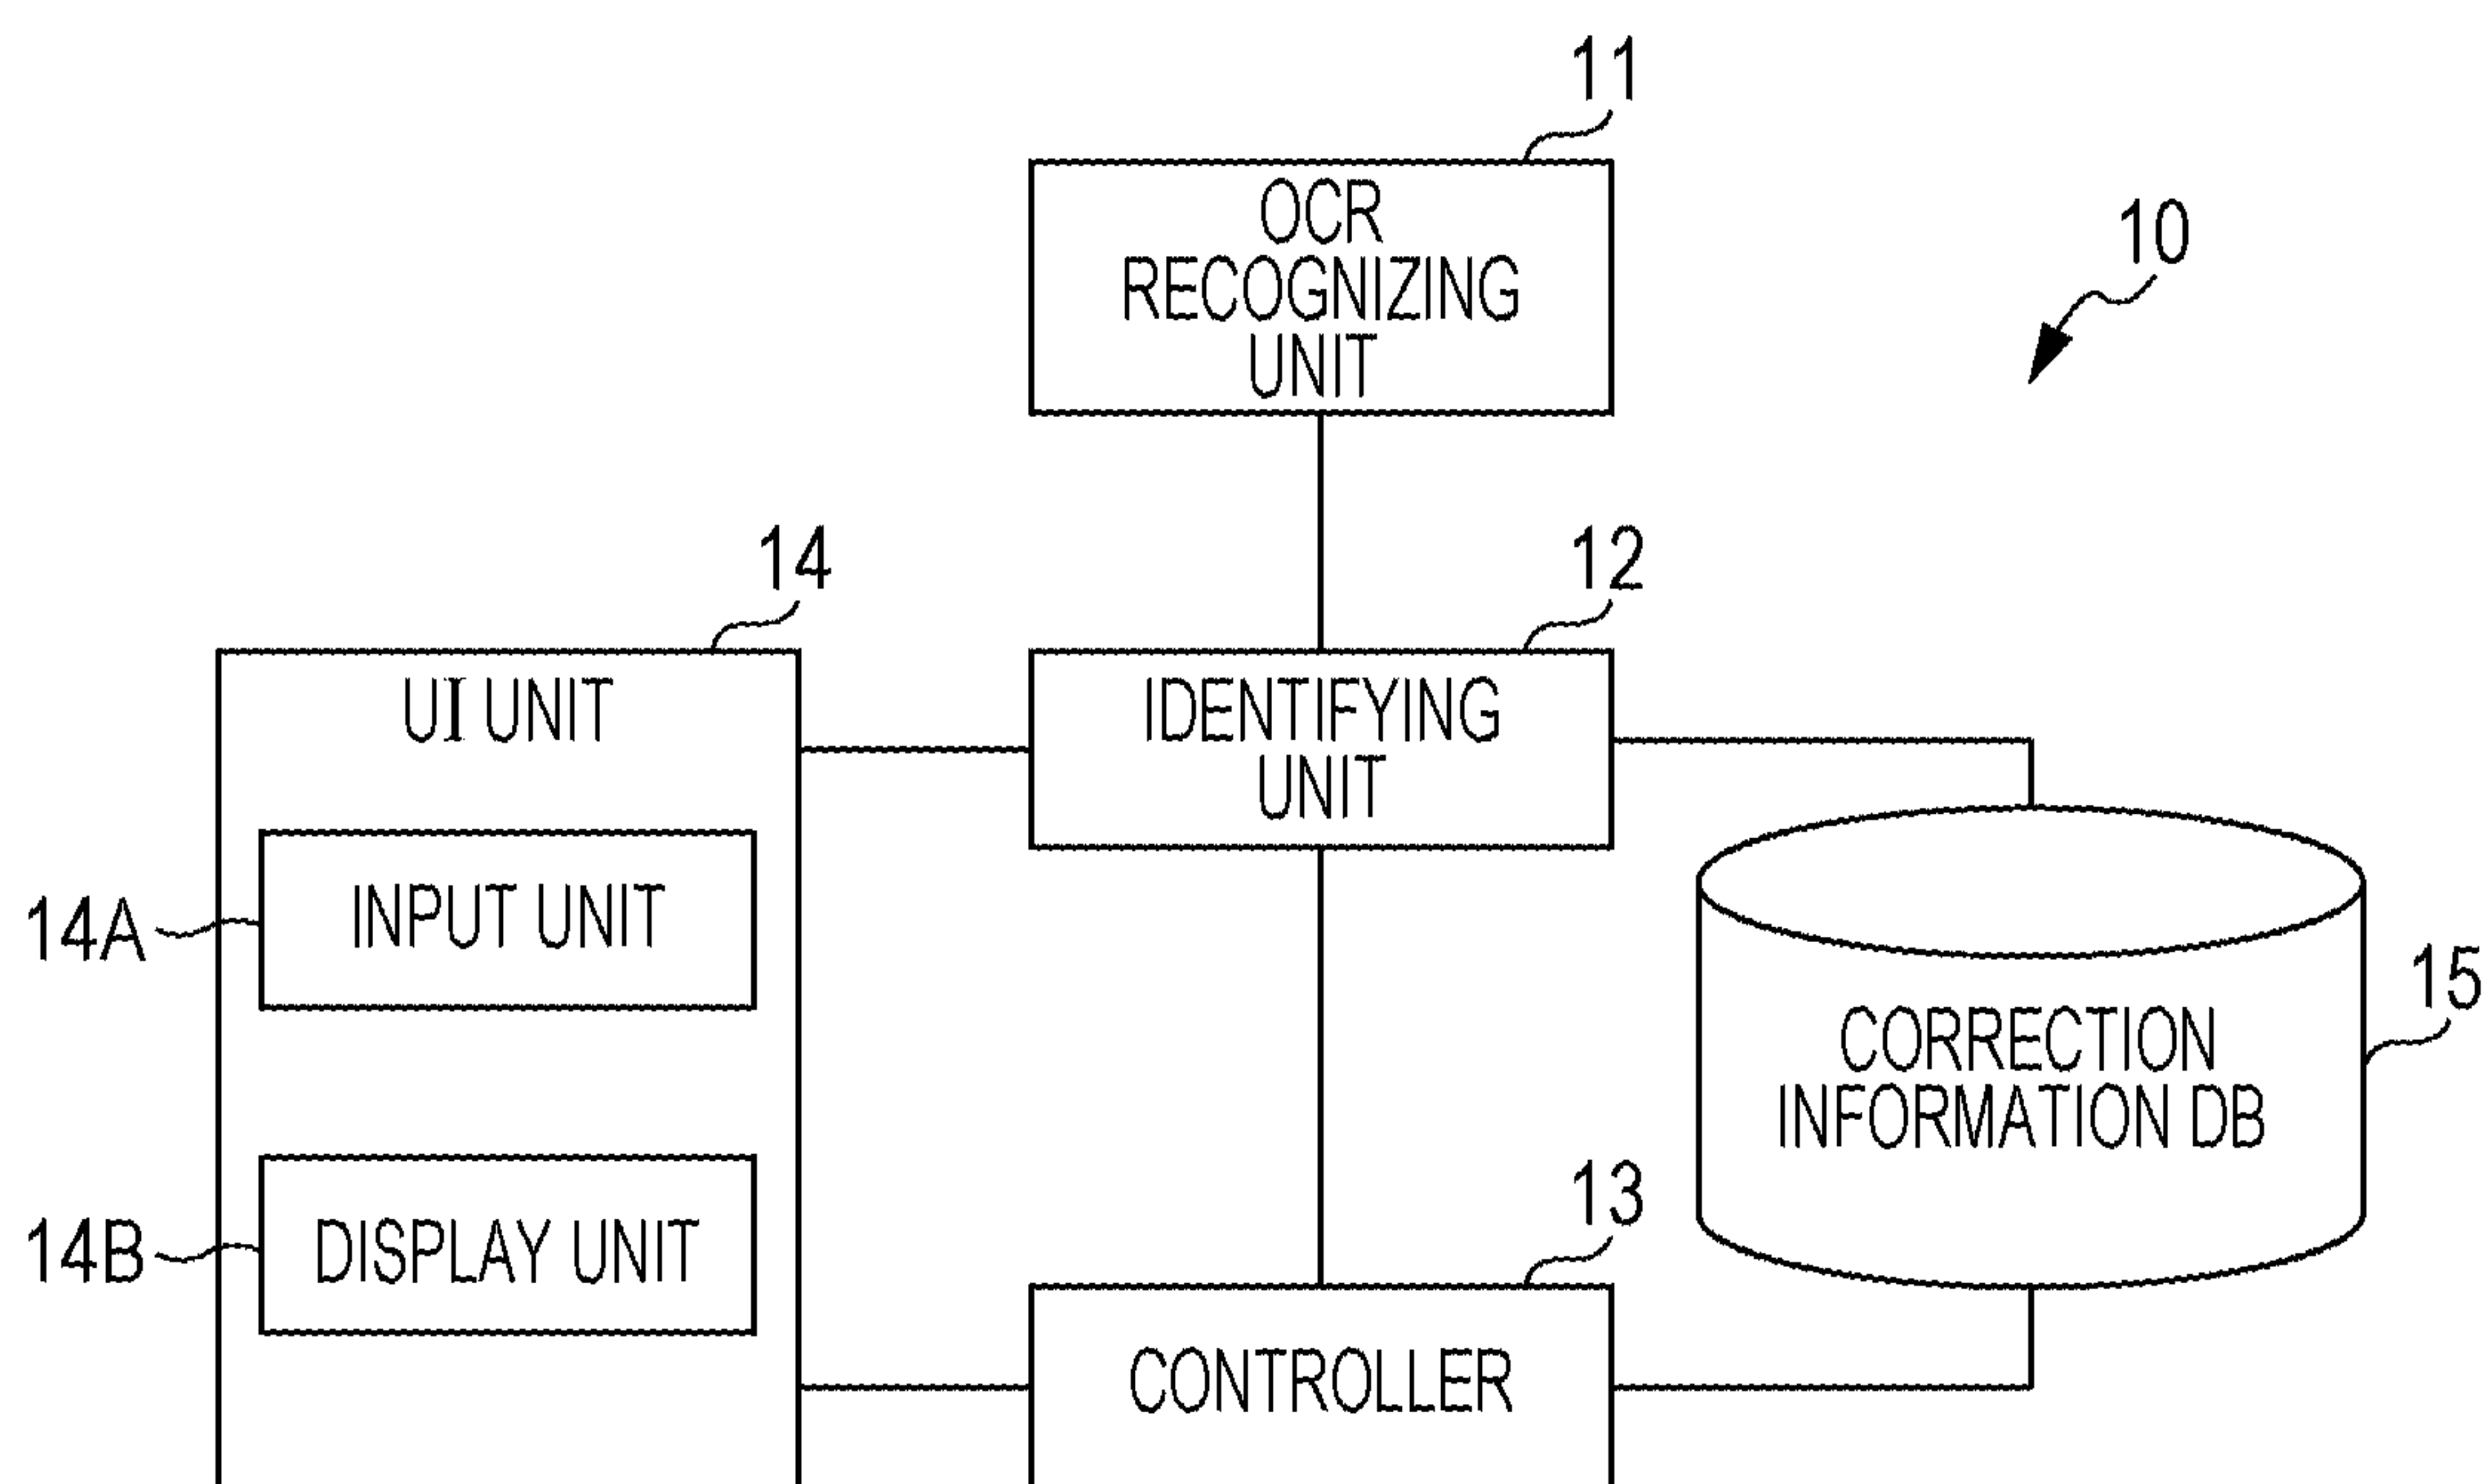 11
OCR
RECOGNIZING
UNIT
10
14
12
UI UNIT
IDENTIFYING
UNIT
14A
INPUT UNIT
15
CORRECTION
INFORMATION DB
13
14B
DISPLAY UNIT
CONTROLLER